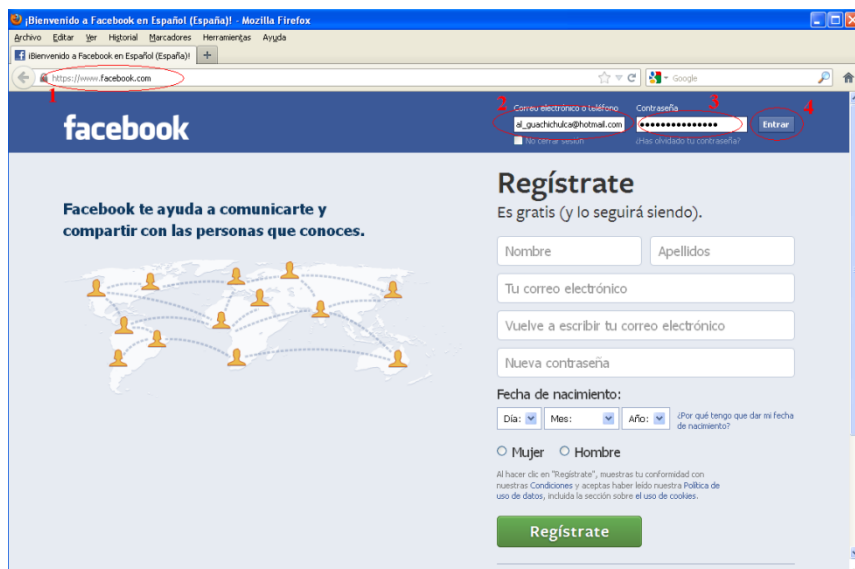 ¡Bienvenido a Facebook en Español (España)! - Mozilla Firefox
Archivo Editar Ver Historial Marcadores Herramientas Ayuda
¡Bienvenido a Facebook en Español (España)! +
https://www.facebook.com
Google
1
2 Correo electrónico o teléfono Contraseña 3 4
facebook
al_guachichulca@hotmail.com ••••••••••••••• Entrar
No cerrar sesión ¿Has olvidado tu contraseña?
Regístrate
Es gratis (y lo seguirá siendo).
Facebook te ayuda a comunicarte y
compartir con las personas que conoces.
Nombre Apellidos
Tu correo electrónico
Vuelve a escribir tu correo electrónico
Nueva contraseña
Fecha de nacimiento:
Día: Mes: Año: ¿Por qué tengo que dar mi fecha
de nacimiento?
Mujer Hombre
Al hacer clic en "Regístrate", muestras tu conformidad con
nuestras Condiciones y aceptas haber leído nuestra Política de
uso de datos, incluida la sección sobre el uso de cookies.
Regístrate